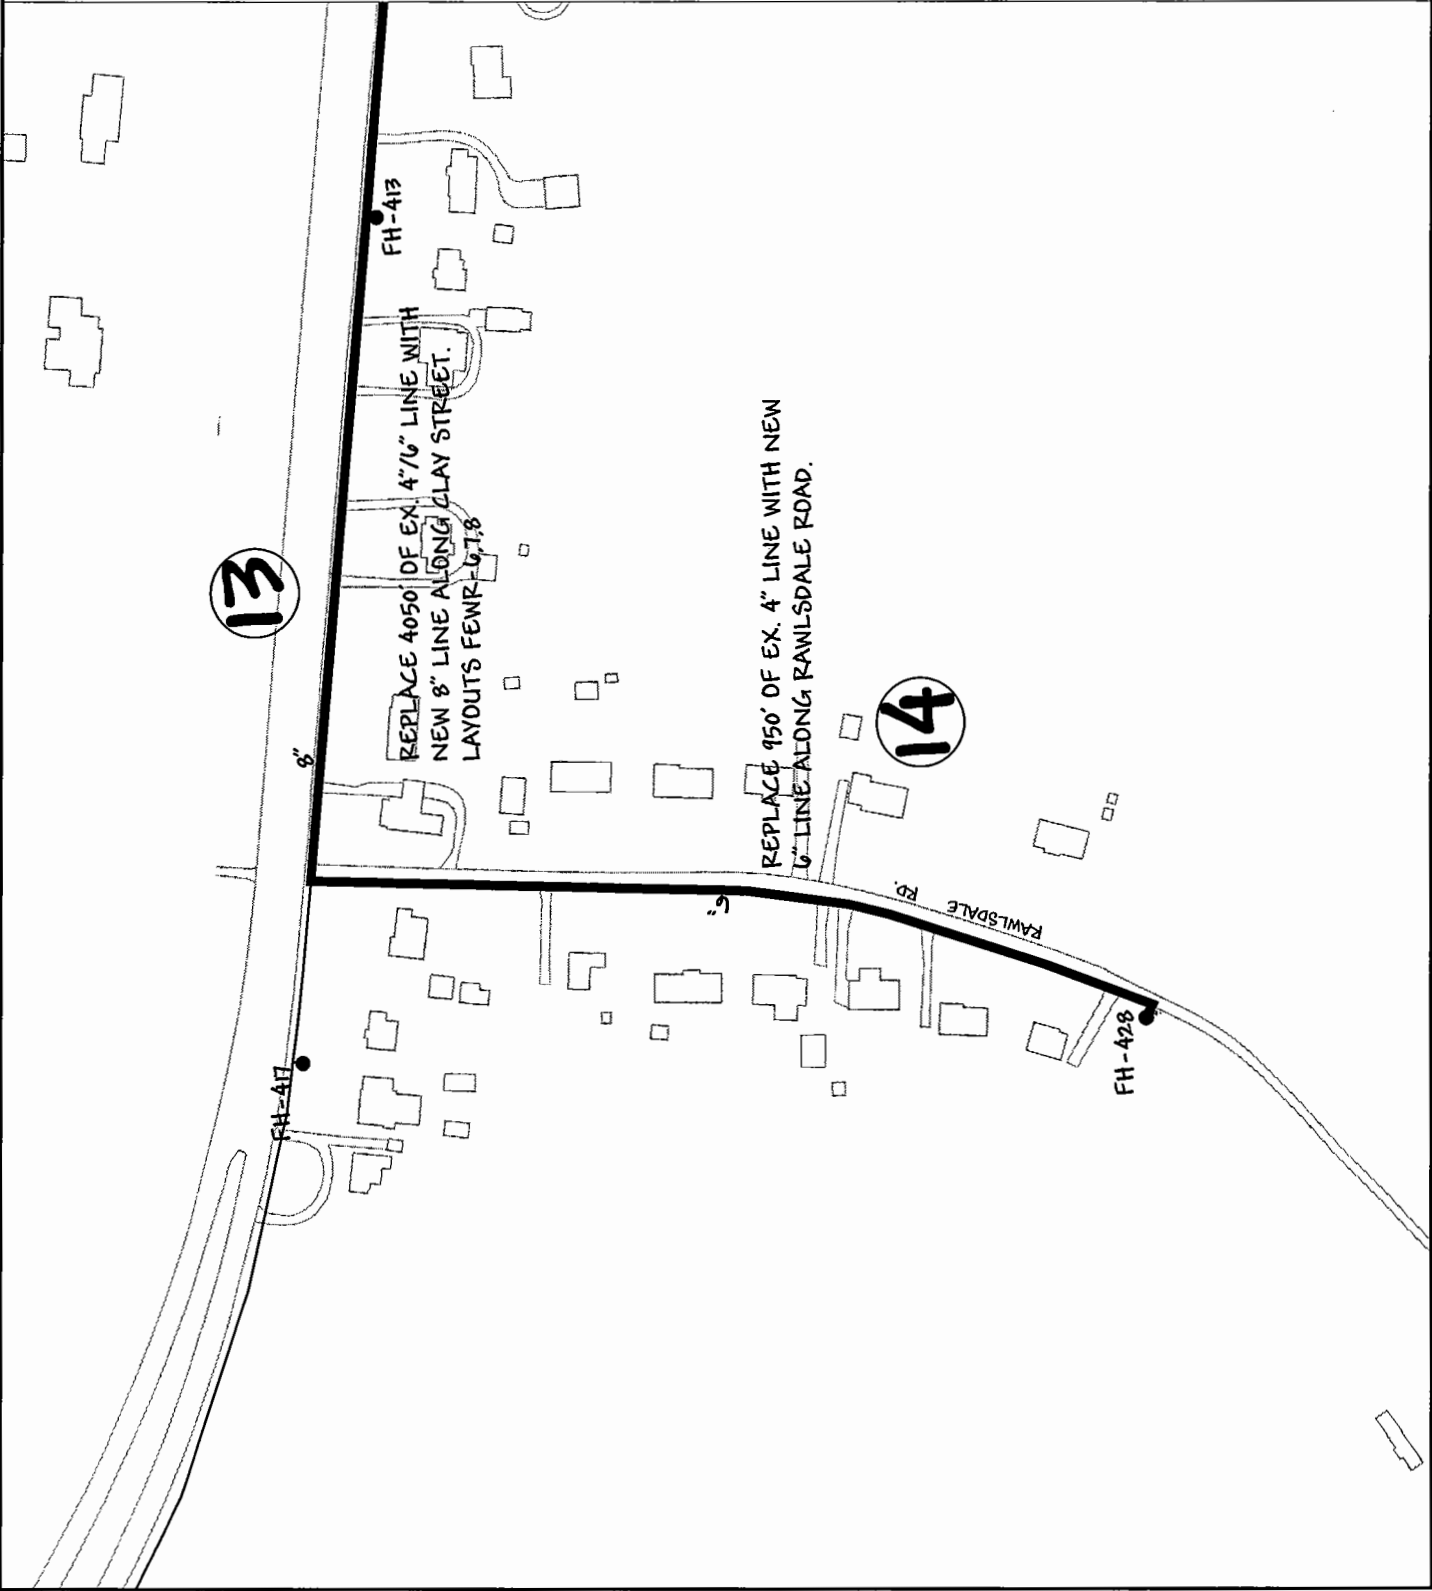 13
FH-413
8"
REPLACE 4050' OF EX. 4"/6" LINE WITH
NEW 8" LINE ALONG CLAY STREET.
LAYOUTS FEWR-6,7,8
FH-417
REPLACE 950' OF EX. 4" LINE WITH NEW
6" LINE ALONG RAWLSDALE ROAD.
14
6"
RAWLSDALE RD.
FH-428